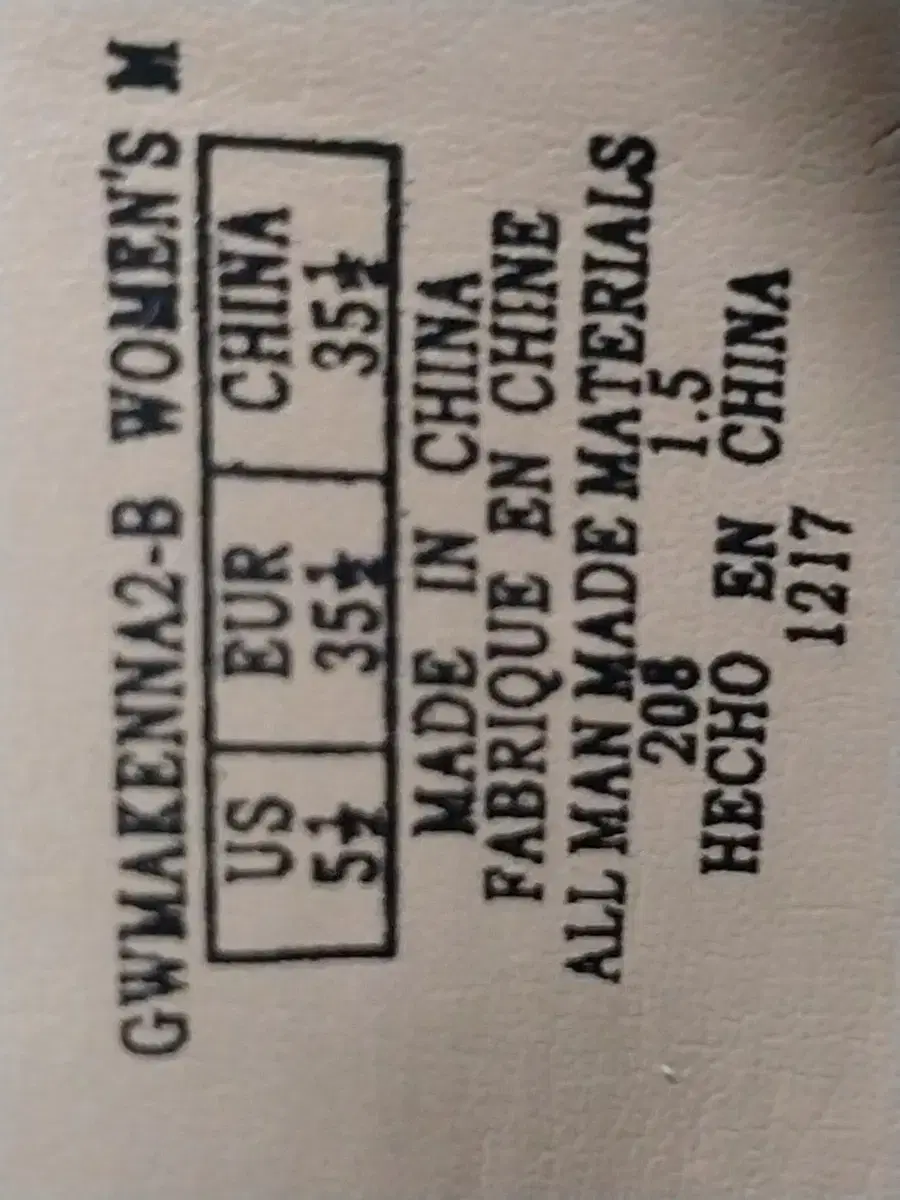 GWMAKENNA2-B WOMEN'S M
US EUR CHINA
5½ 35½ 35½
MADE IN CHINA
FABRIQUE EN CHINE
ALL MAN MADE MATERIALS
208 1.5
HECHO EN CHINA
1217